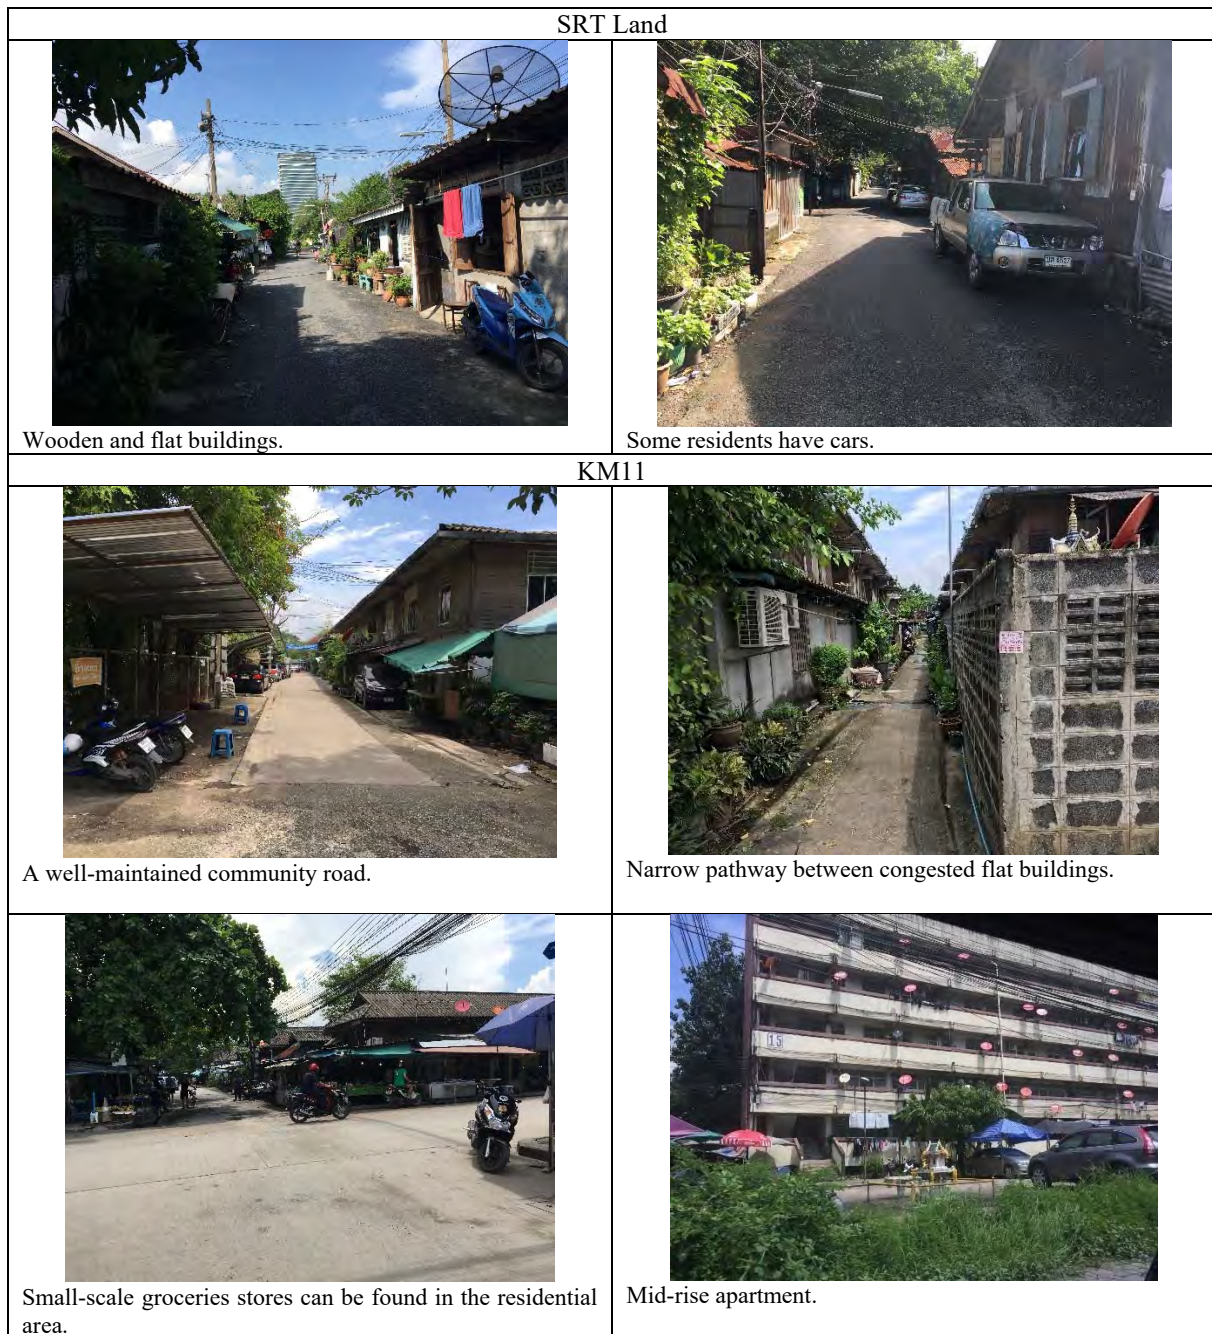 SRT Land
Wooden and flat buildings.
Some residents have cars.
KM11
A well-maintained community road.
Narrow pathway between congested flat buildings.
15
Small-scale groceries stores can be found in the residential
area.
Mid-rise apartment.